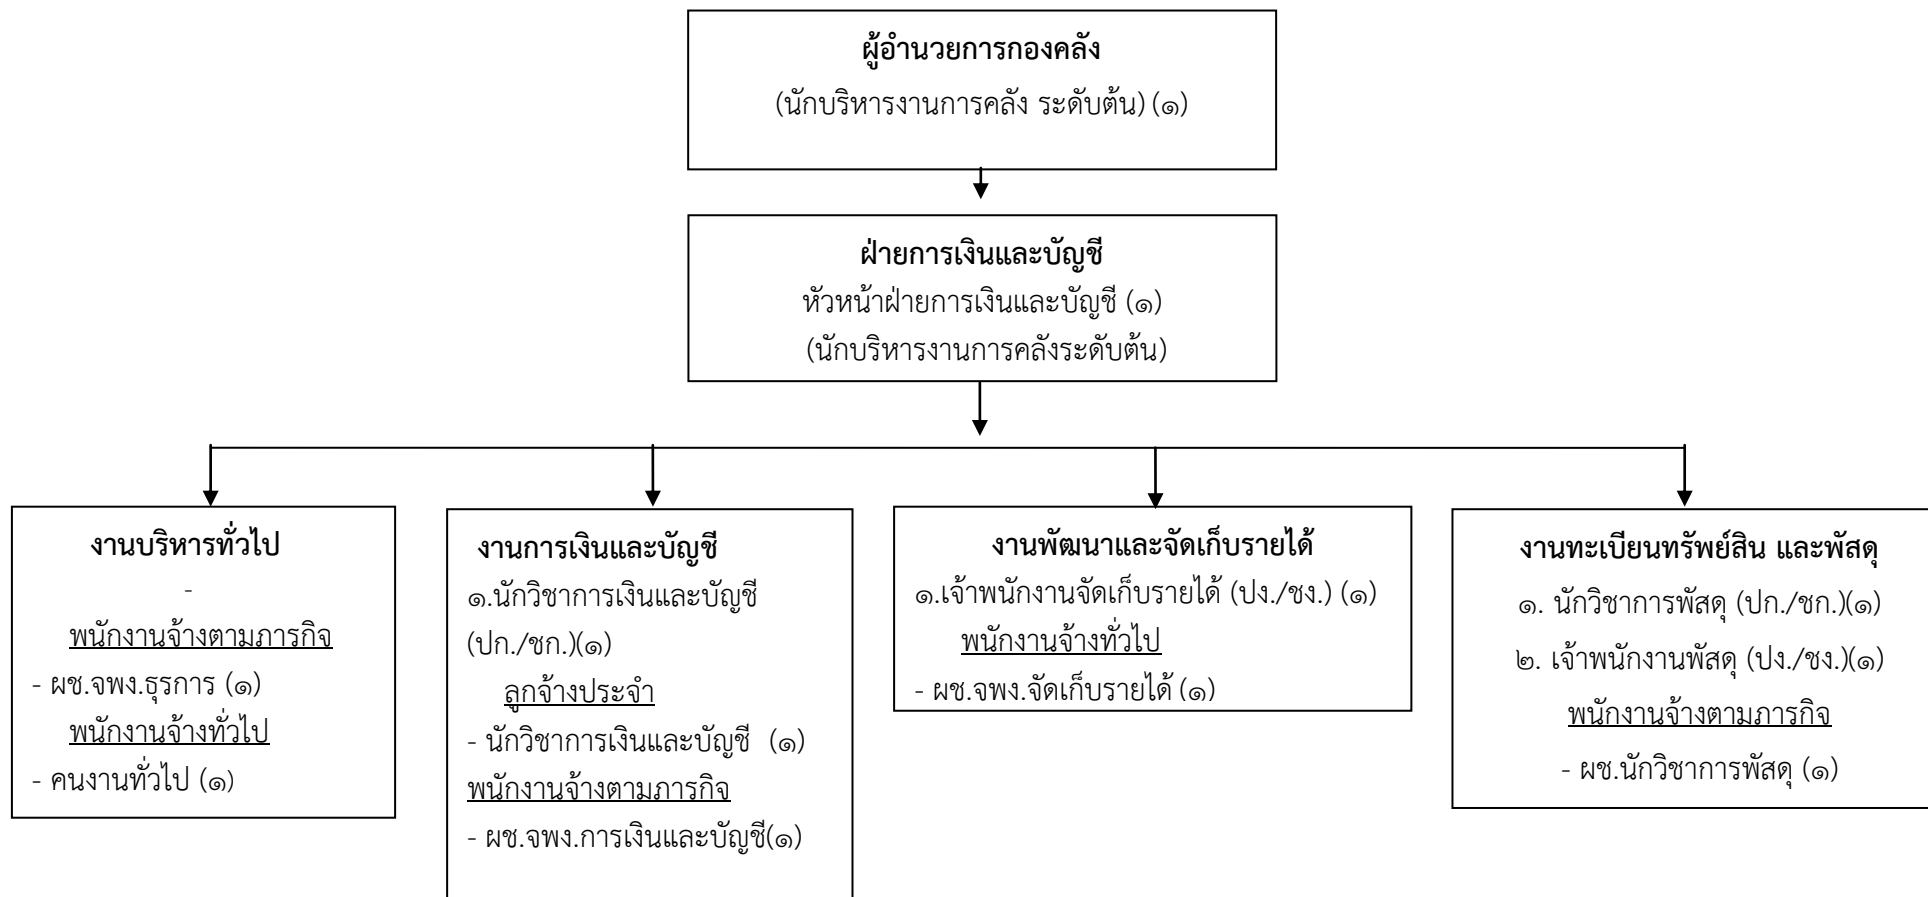 ผู้อำนวยการกองคลัง
(นักบริหารงานการคลัง ระดับต้น) (๑)
ฝ่ายการเงินและบัญชี
หัวหน้าฝ่ายการเงินและบัญชี (๑)
(นักบริหารงานการคลังระดับต้น)
งานบริหารทั่วไป
-
พนักงานจ้างตามภารกิจ
- ผช.จพง.ธุรการ (๑)
พนักงานจ้างทั่วไป
- คนงานทั่วไป (๑)
งานการเงินและบัญชี
๑.นักวิชาการเงินและบัญชี
(ปก./ชก.)(๑)
ลูกจ้างประจำ
- นักวิชาการเงินและบัญชี (๑)
พนักงานจ้างตามภารกิจ
- ผช.จพง.การเงินและบัญชี(๑)
งานพัฒนาและจัดเก็บรายได้
๑.เจ้าพนักงานจัดเก็บรายได้ (ปง./ชง.) (๑)
พนักงานจ้างทั่วไป
- ผช.จพง.จัดเก็บรายได้ (๑)
งานทะเบียนทรัพย์สิน และพัสดุ
๑. นักวิชาการพัสดุ (ปก./ชก.)(๑)
๒. เจ้าพนักงานพัสดุ (ปง./ชง.)(๑)
พนักงานจ้างตามภารกิจ
- ผช.นักวิชาการพัสดุ (๑)